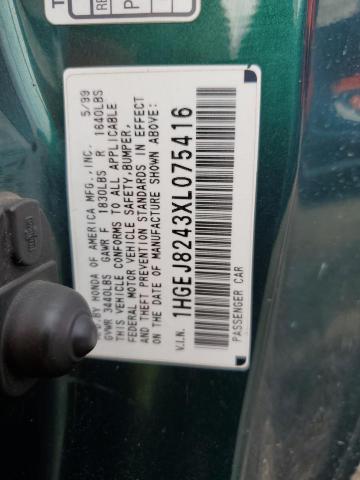 MFD. BY HONDA OF AMERICA MFG., INC. 5/99
GVWR 3440LBS GAWR F 1830LBS R 1640LBS
THIS VEHICLE CONFORMS TO ALL APPLICABLE
FEDERAL MOTOR VEHICLE SAFETY, BUMPER,
AND THEFT PREVENTION STANDARDS IN EFFECT
ON THE DATE OF MANUFACTURE SHOWN ABOVE.
V.I.N. 1HGEJ8243XL075416
PASSENGER CAR